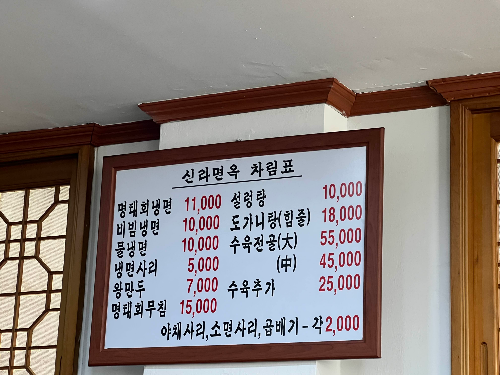 신라면옥 차림표
명태회냉면 11,000 설렁탕 10,000
비빔냉면 10,000 도가니탕(힘줄) 18,000
물냉면 10,000 수육전골(大) 55,000
냉면사리 5,000 (中) 45,000
왕만두 7,000 수육추가 25,000
명태회무침 15,000
야채사리,소면사리,곱배기-각 2,000